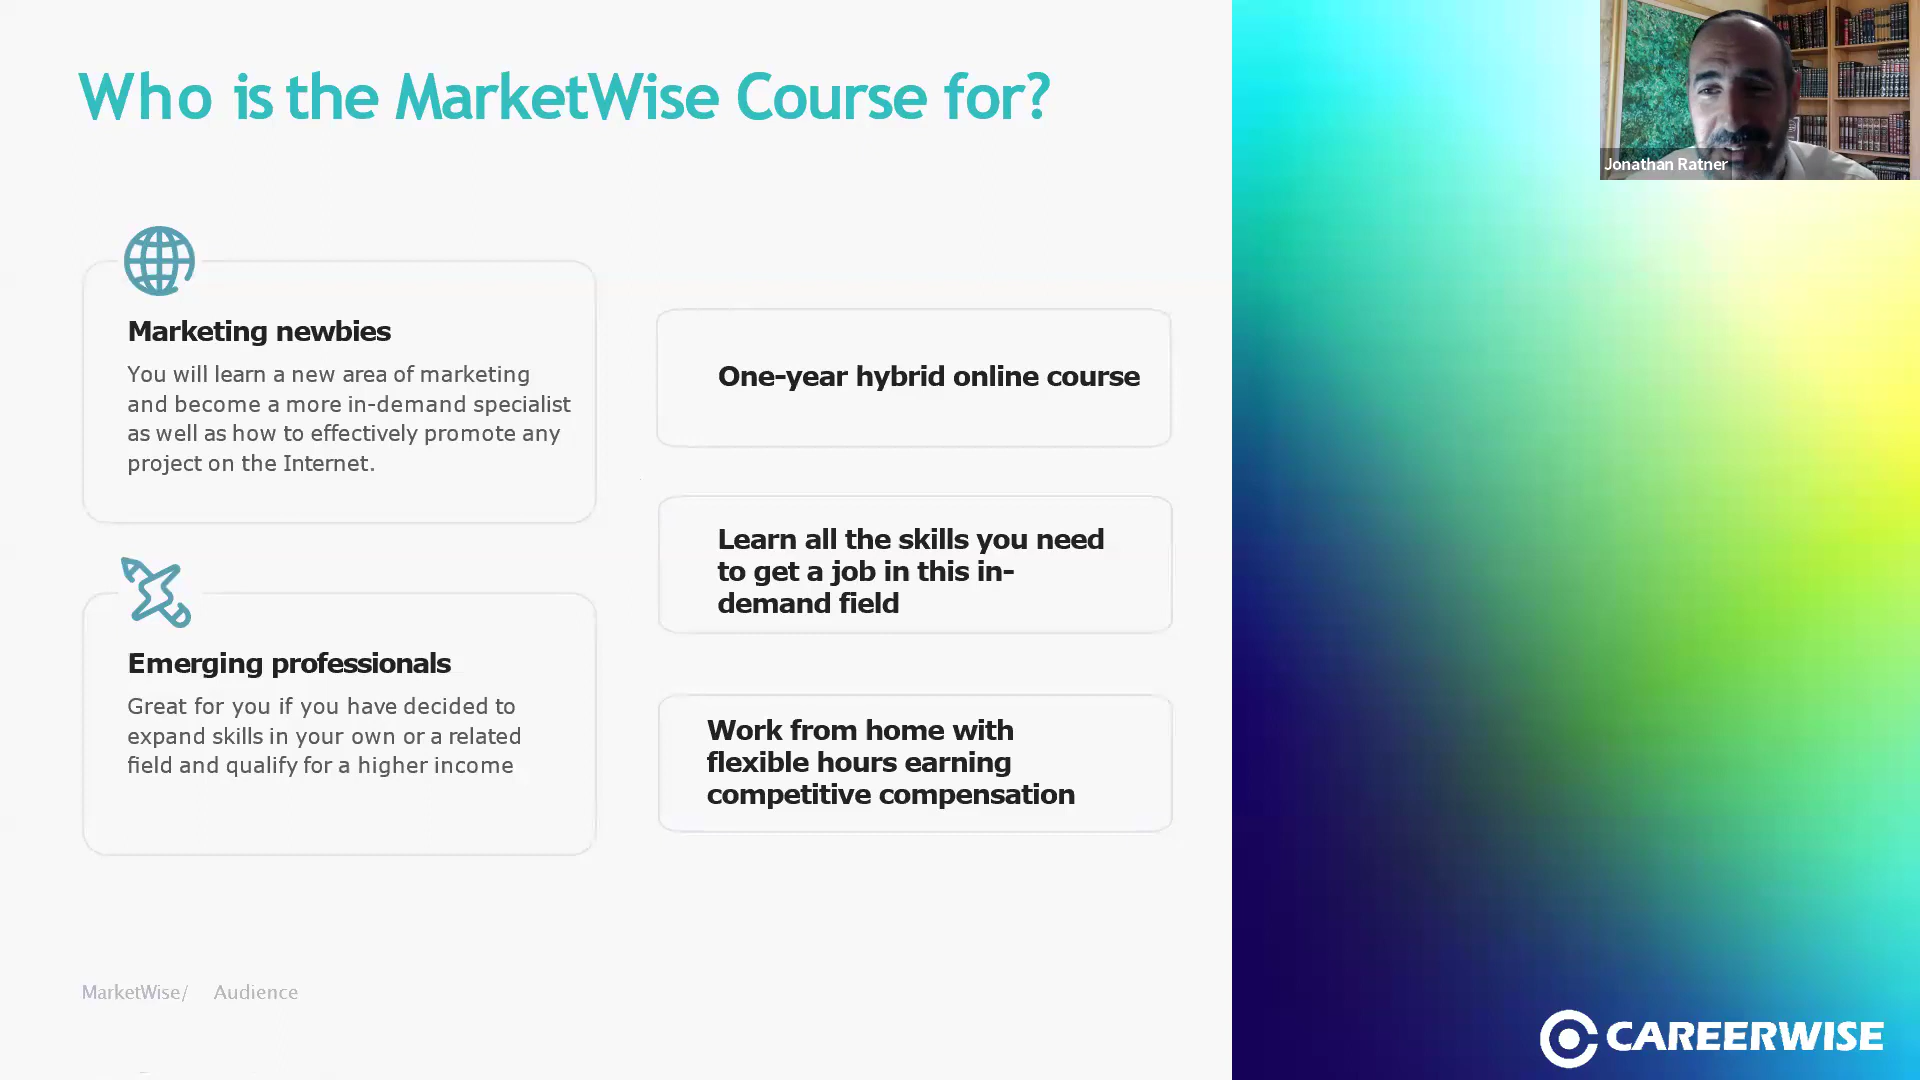 Who is the MarketWise Course for?
Jonathan Ratner
Marketing newbies
You will learn a new area of marketing
and become a more in-demand specialist
as well as how to effectively promote any
project on the Internet.
Emerging professionals
Great for you if you have decided to
expand skills in your own or a related
field and qualify for a higher income
One-year hybrid online course
Learn all the skills you need
to get a job in this in-
demand field
Work from home with
flexible hours earning
competitive compensation
MarketWise/ Audience
CAREERWISE